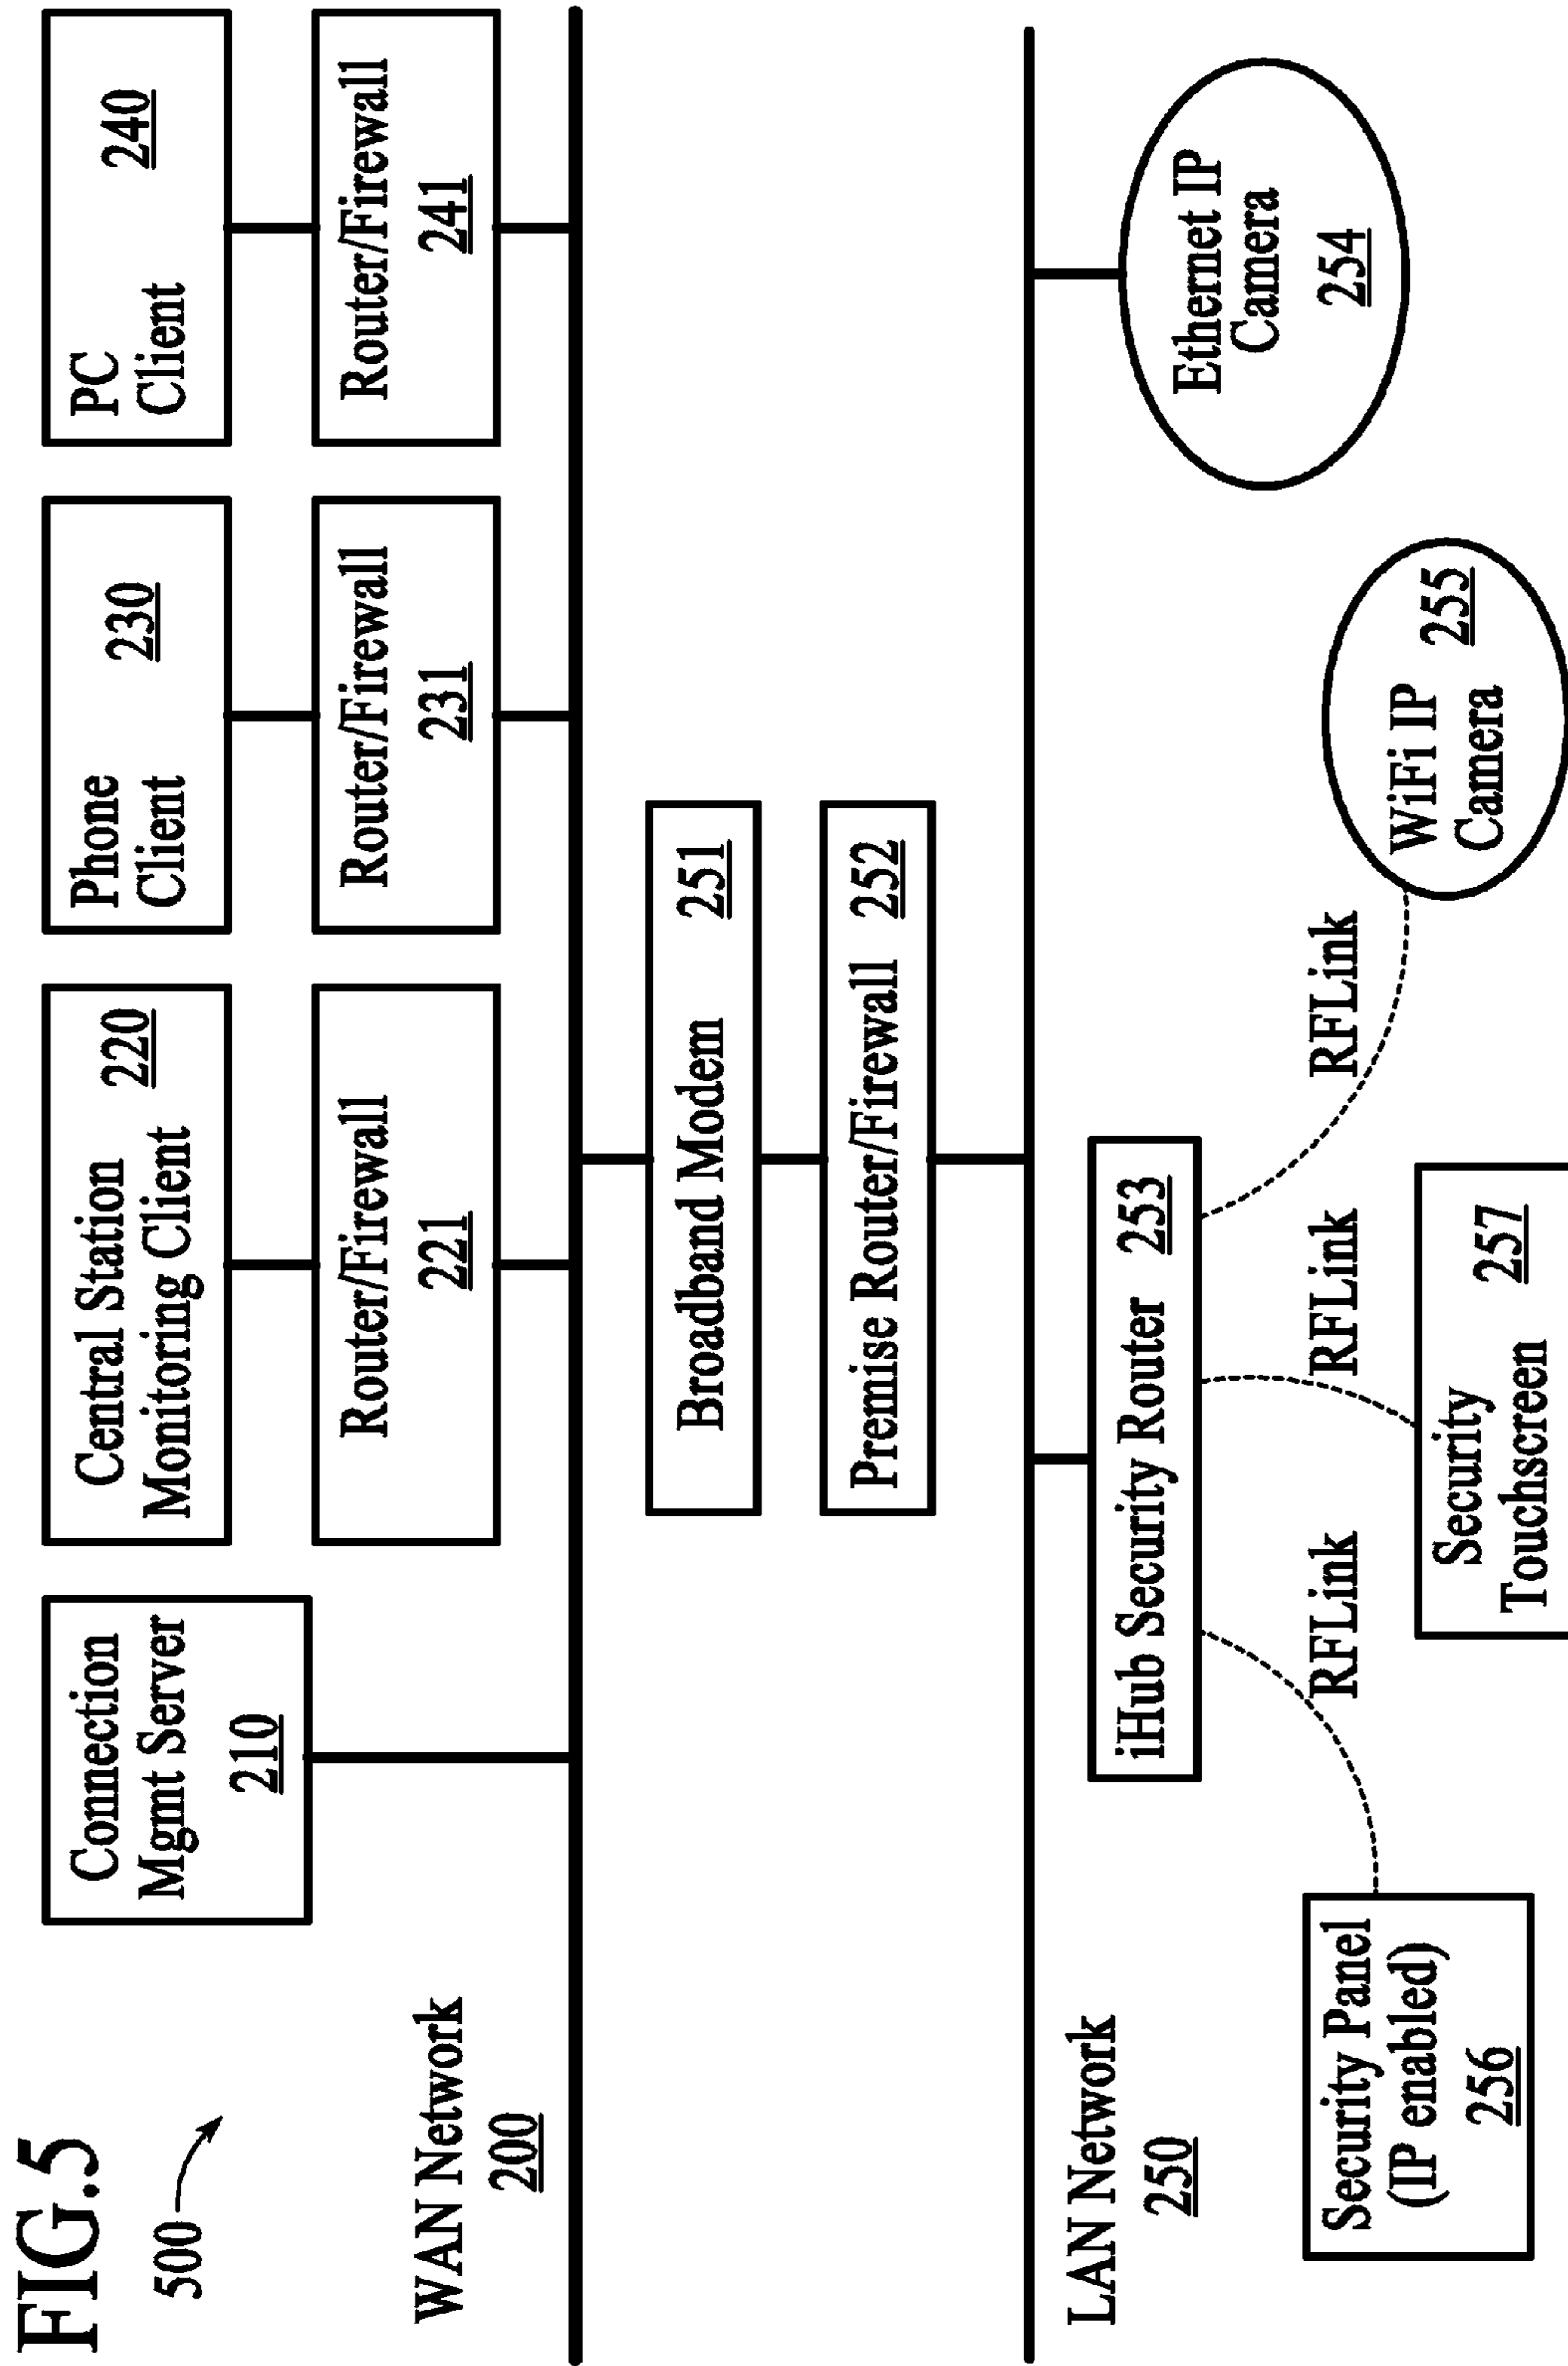 FIG.5
500
Connection
Mgmt Server
210
Central Station
Monitoring Client
220
Phone
Client
230
PC
Client
240
Router/Firewall
221
Router/Firewall
231
Router/Firewall
241
WAN Network
200
Broadband Modem 251
Premise Router/Firewall 252
LAN Network
250
iHub Security Router 253
Ethernet IP
Camera
254
RFLink
RFLink
RFLink
Security Panel
(IP enabled)
256
Security
Touchscreen
257
WiFi IP
Camera
255